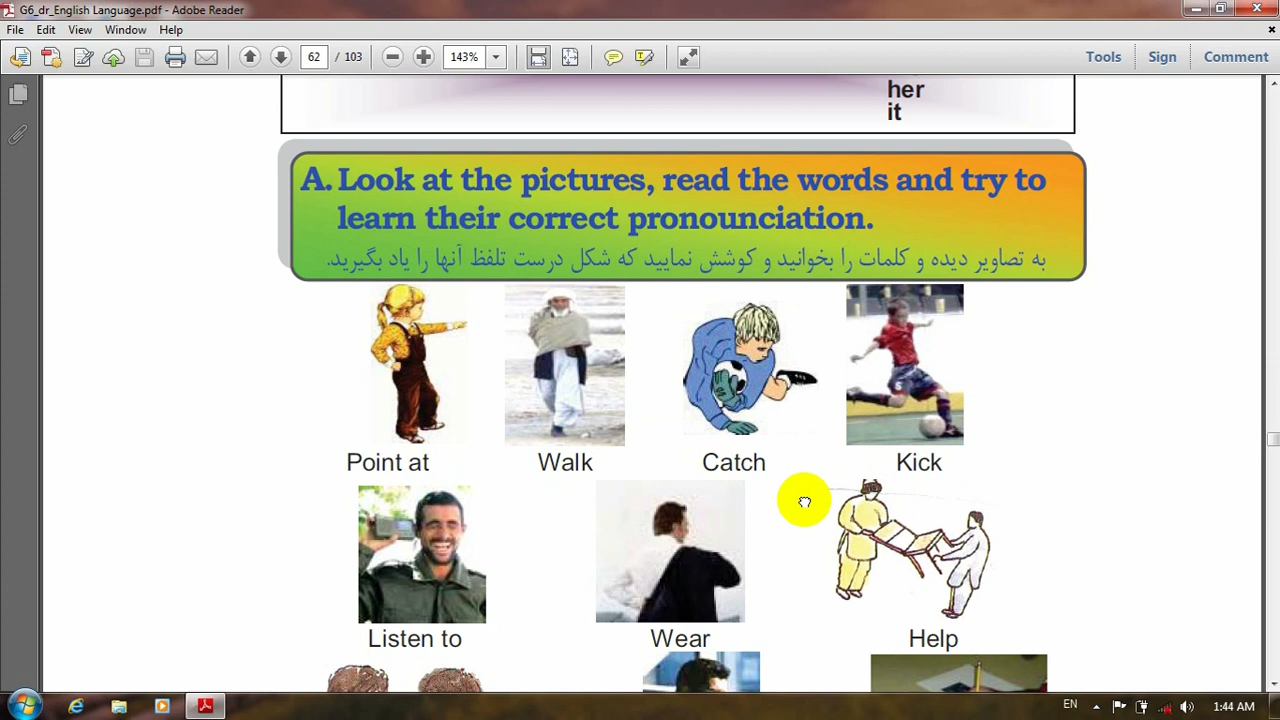 G6_dr_English Language.pdf - Adobe Reader
File Edit View Window Help
62 / 103 143% Tools Sign Comment
her
it
A. Look at the pictures, read the words and try to
learn their correct pronounciation.
به تصاویر دیده و کلمات را بخوانید و کوشش نمایید که شکل درست تلفظ آنها را یاد بگیرید.
Point at Walk Catch Kick
Listen to Wear Help
EN 1:44 AM